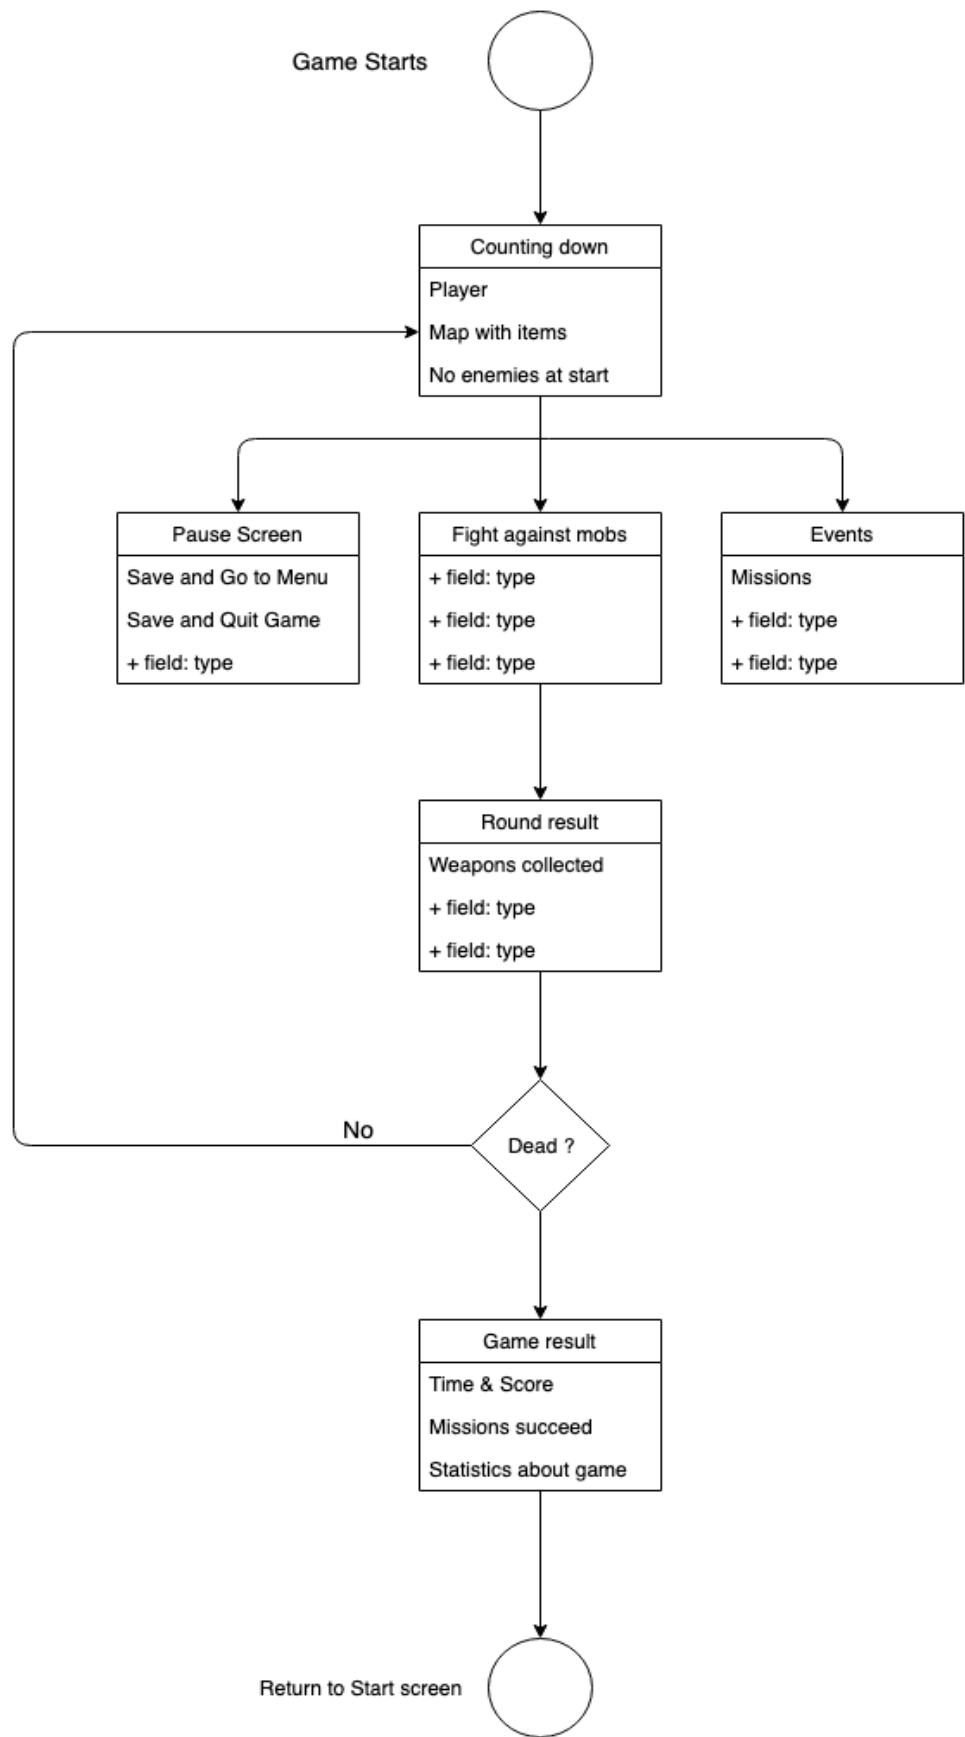 Game Starts
Counting down
Player
Map with items
No enemies at start
Pause Screen
Save and Go to Menu
Save and Quit Game
+ field: type
Fight against mobs
+ field: type
+ field: type
+ field: type
Events
Missions
+ field: type
+ field: type
Round result
Weapons collected
+ field: type
+ field: type
No
Dead ?
Game result
Time & Score
Missions succeed
Statistics about game
Return to Start screen